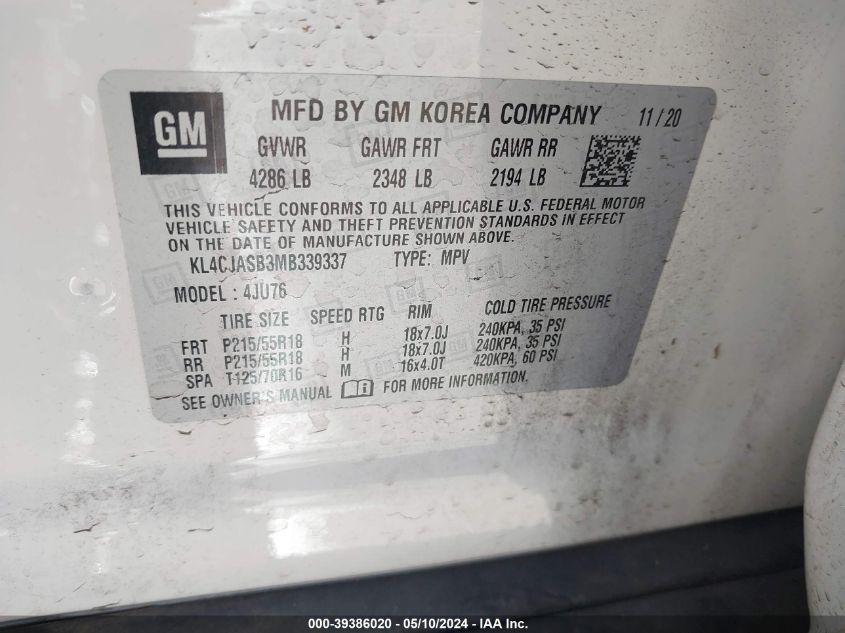 GM
MFD BY GM KOREA COMPANY 11/20
GVWR GAWR FRT GAWR RR
4286 LB 2348 LB 2194 LB
THIS VEHICLE CONFORMS TO ALL APPLICABLE U.S. FEDERAL MOTOR
VEHICLE SAFETY AND THEFT PREVENTION STANDARDS IN EFFECT
ON THE DATE OF MANUFACTURE SHOWN ABOVE.
KL4CJASB3MB339337 TYPE: MPV
MODEL : 4JU76
TIRE SIZE SPEED RTG RIM COLD TIRE PRESSURE
FRT P215/55R18 H 18x7.0J 240KPA, 35 PSI
RR P215/55R18 H 18x7.0J 240KPA, 35 PSI
SPA T125/70R16 M 16x4.0T 420KPA, 60 PSI
SEE OWNER'S MANUAL FOR MORE INFORMATION.
000-39386020 - 05/10/2024 - IAA Inc.